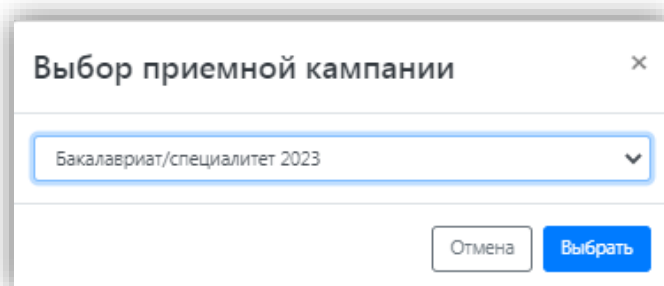 Выбор приемной кампании ×
Бакалавриат/специалитет 2023
Отмена Выбрать